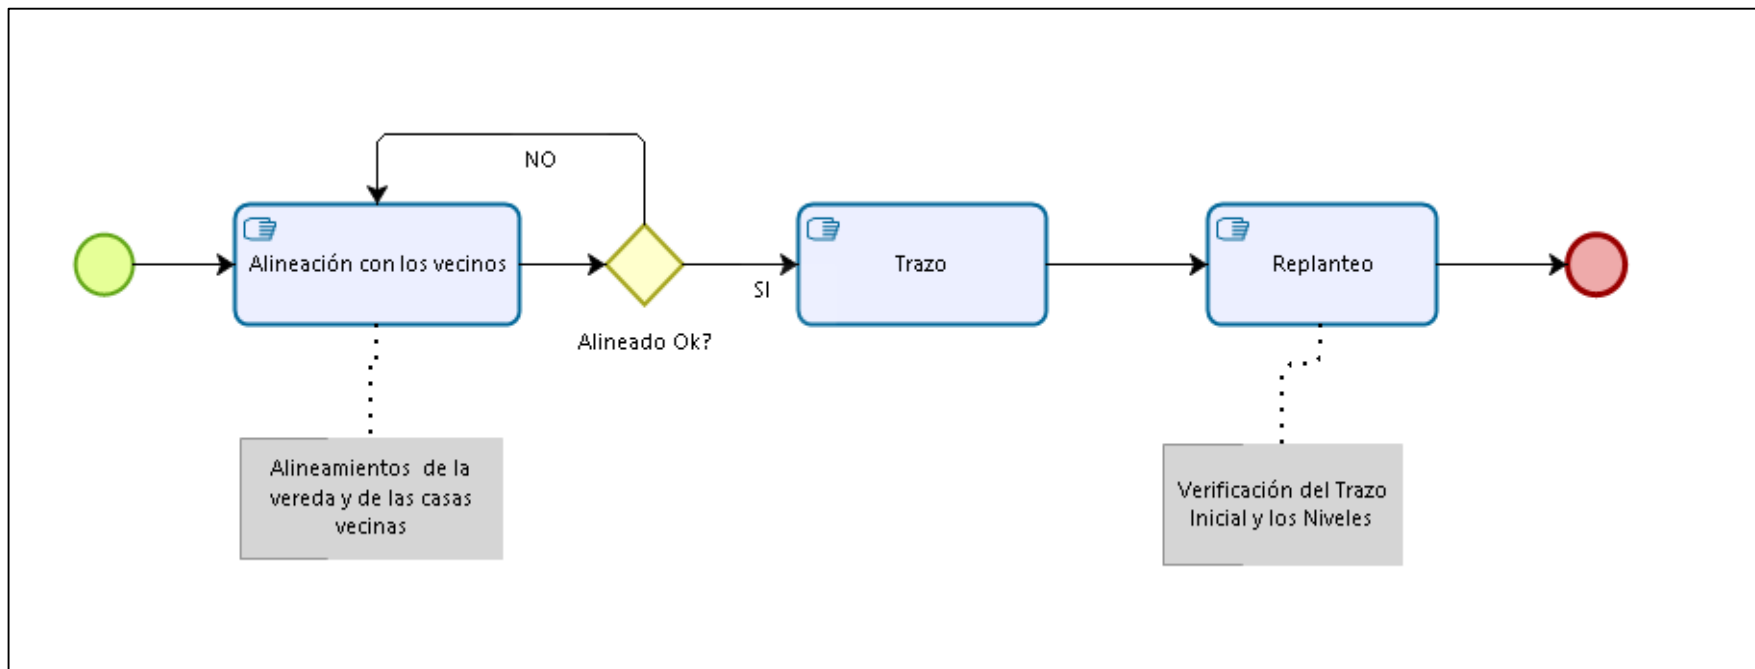 NO
Alineación con los vecinos
Trazo
Replanteo
SI
Alineado Ok?
Alineamientos de la
vereda y de las casas
vecinas
Verificación del Trazo
Inicial y los Niveles